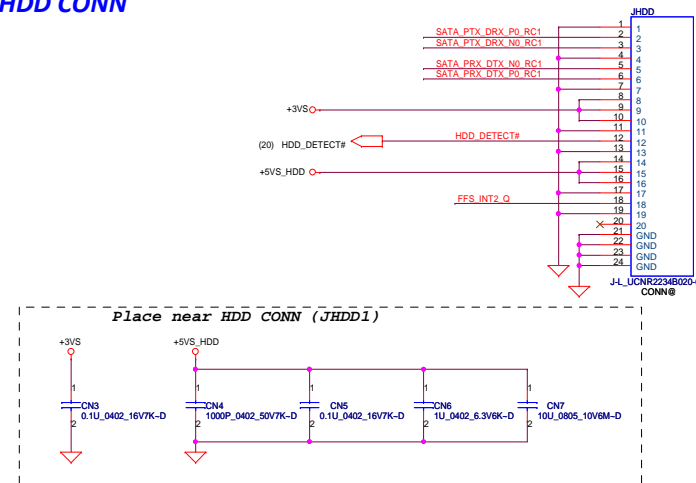 HDD CONN
JHDD
SATA_PTX_DRX_P0_RC1
SATA_PTX_DRX_N0_RC1
SATA_PRX_DTX_N0_RC1
SATA_PRX_DTX_P0_RC1
+3VS
(20) HDD_DETECT#
HDD_DETECT#
+5VS_HDD
FFS_INT2_Q
1 1
2 2
3 3
4 4
5 5
6 6
7 7
8 8
9 9
10 10
11 11
12 12
13 13
14 14
15 15
16 16
17 17
18 18
19 19
20 20
21 GND
22 GND
23 GND
24 GND
J-L_UCNR2234B020-
CONN@
Place near HDD CONN (JHDD1)
+3VS
+5VS_HDD
1 1 1 1 1
CN3 CN4 CN5 CN6 CN7
0.1U_0402_16V7K~D 1000P_0402_50V7K~D 0.1U_0402_16V7K~D 1U_0402_6.3V6K~D 10U_0805_10V6M~D
2 2 2 2 2